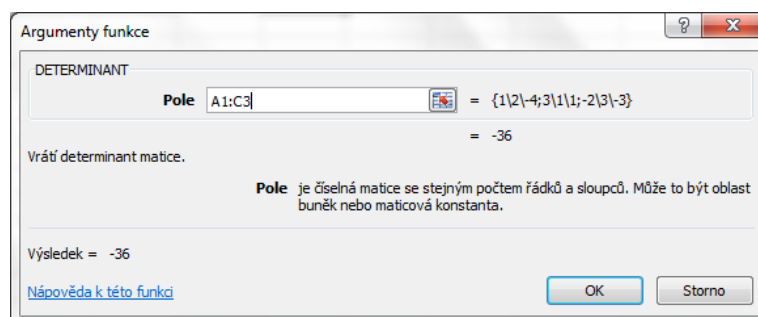 Argumenty funkce
DETERMINANT
Pole A1:C3 = {1\2\-4;3\1\1;-2\3\-3}
= -36
Vrátí determinant matice.
Pole je číselná matice se stejným počtem řádků a sloupců. Může to být oblast
buněk nebo maticová konstanta.
Výsledek = -36
Nápověda k této funkci
OK Storno